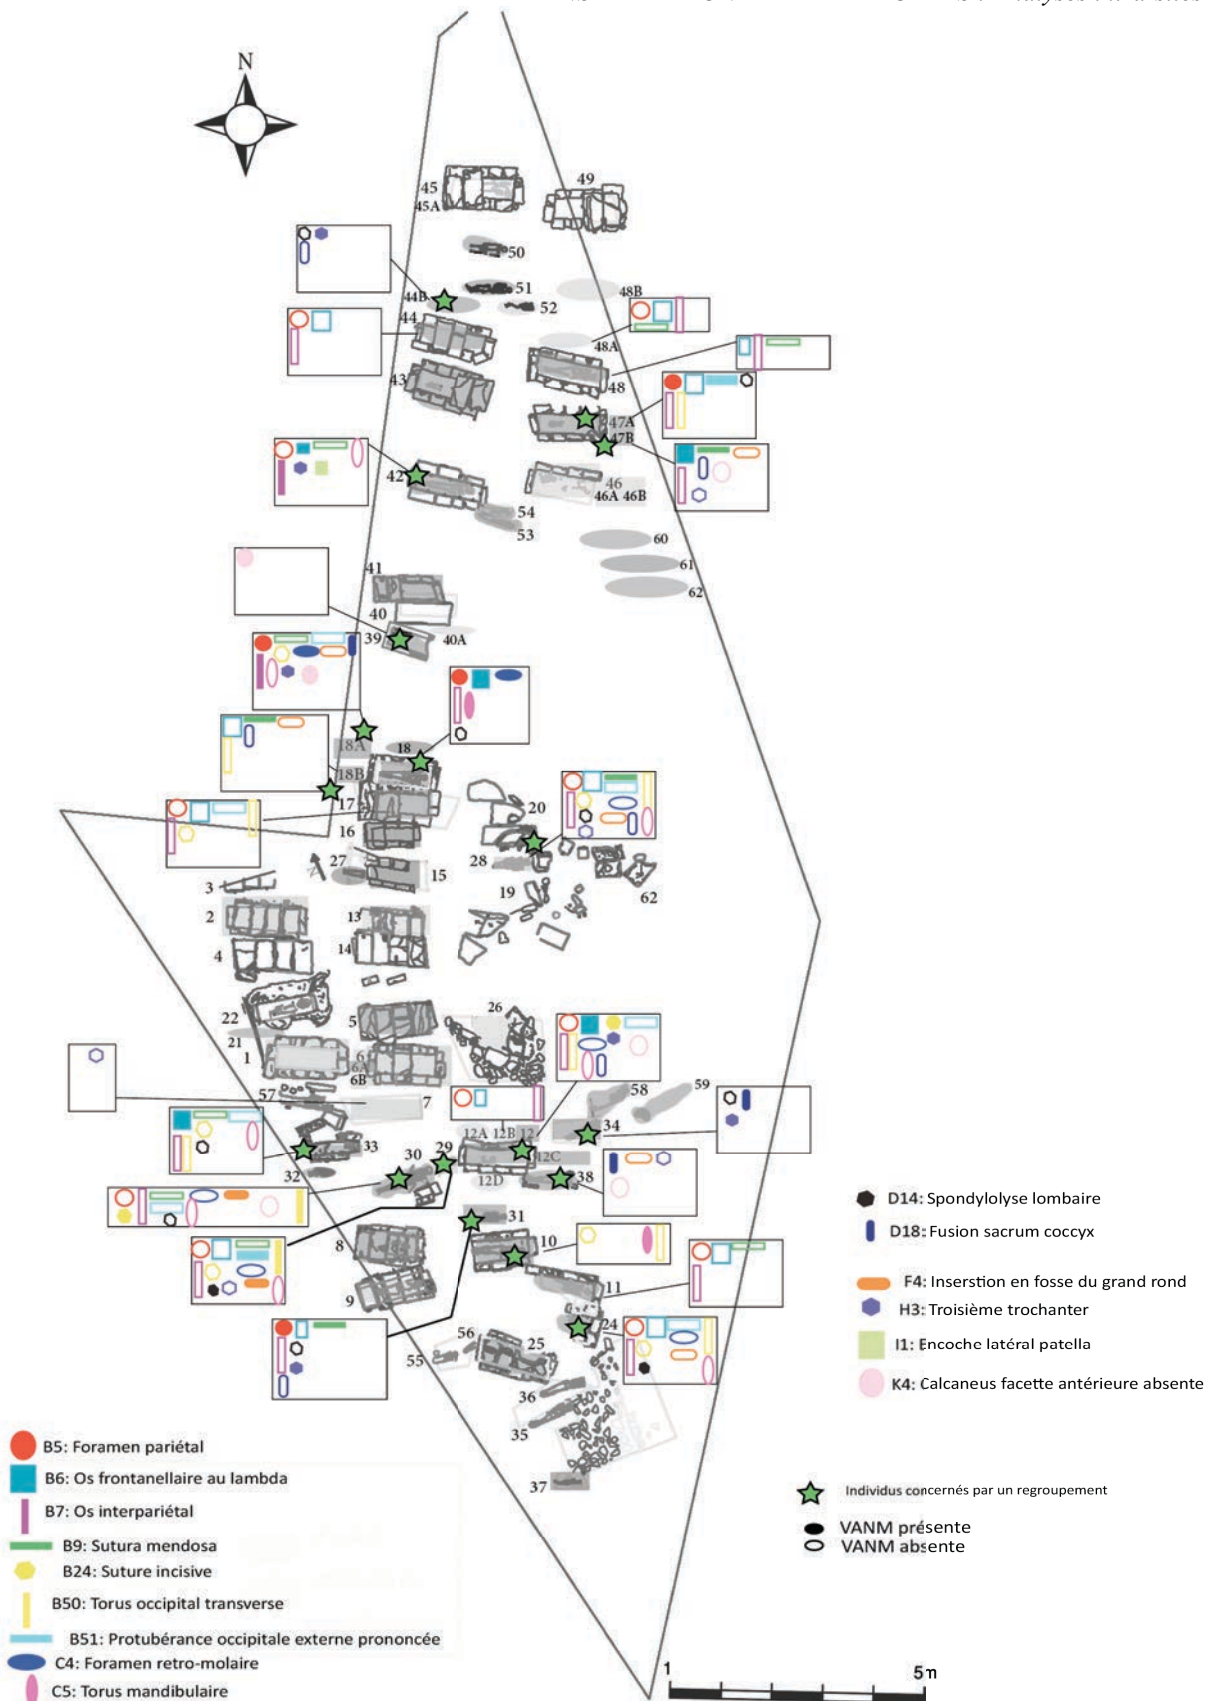 N
45
45A
49
50
51
52
48B
44B
44
48A
43
48
47A
47B
42
46
46A 46B
54
53
60
61
62
41
40
39
40A
18A
18
18B
17
16
20
27
28
15
3
2
19
62
13
4
14
22
26
5
21
1
6
6A
6B
57
7
58
59
12A 12B 12
34
33
12C
29
30
32
12D
38
31
8
10
11
9
24
56
25
55
36
35
37
D14: Spondylolyse lombaire
D18: Fusion sacrum coccyx
F4: Inserstion en fosse du grand rond
H3: Troisième trochanter
I1: Encoche latéral patella
K4: Calcaneus facette antérieure absente
B5: Foramen pariétal
B6: Os frontanellaire au lambda
B7: Os interpariétal
B9: Sutura mendosa
B24: Suture incisive
B50: Torus occipital transverse
B51: Protubérance occipitale externe prononcée
C4: Foramen retro-molaire
C5: Torus mandibulaire
Individus concernés par un regroupement
VANM présente
VANM absente
1
5m